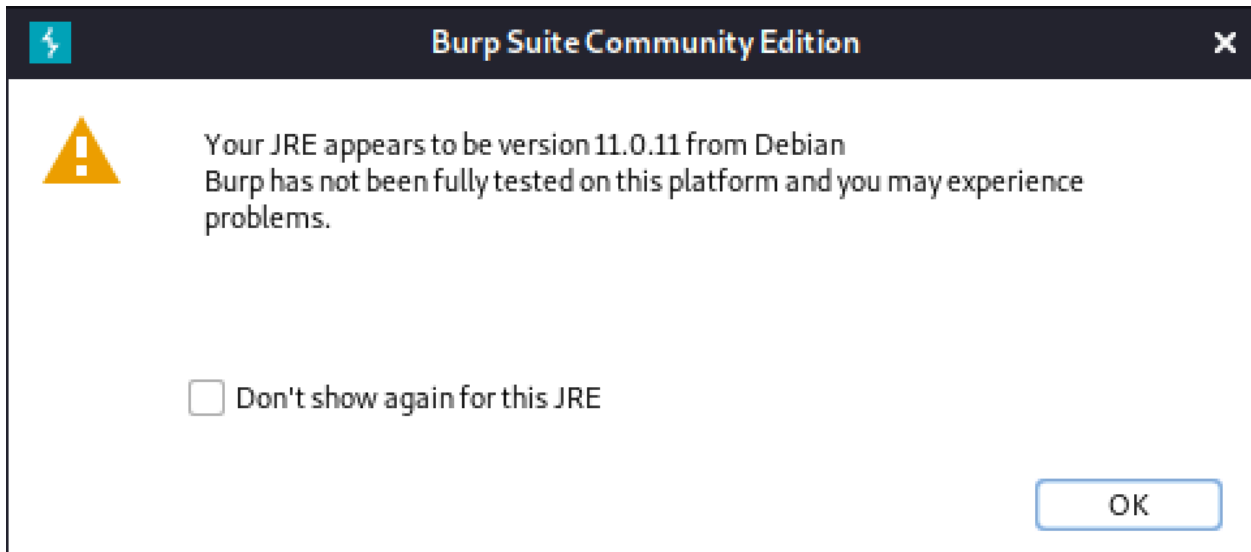 Burp Suite Community Edition
Your JRE appears to be version 11.0.11 from Debian
Burp has not been fully tested on this platform and you may experience
problems.
Don't show again for this JRE
OK